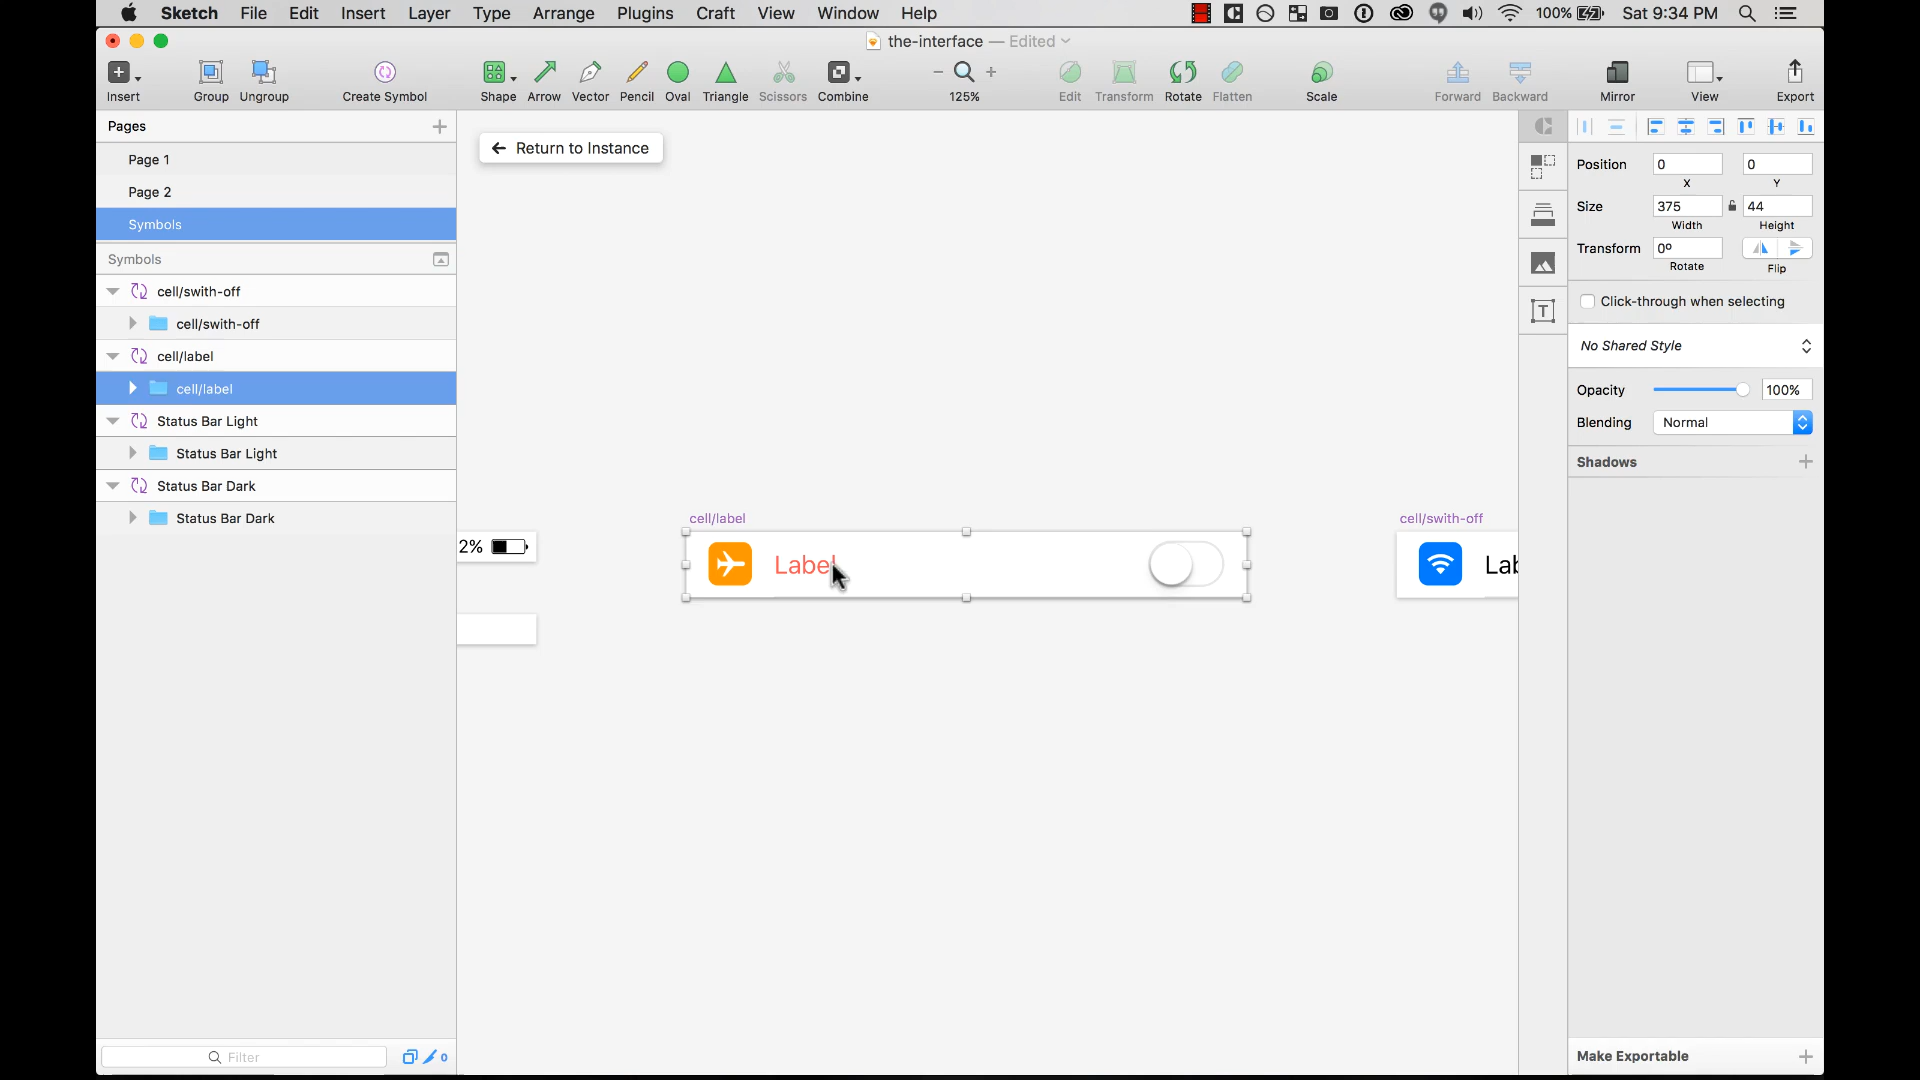 Sketch File Edit Insert Layer Type Arrange Plugins Craft View Window Help 100% Sat 9:34 PM
the-interface — Edited
Insert Group Ungroup Create Symbol Shape Arrow Vector Pencil Oval Triangle Scissors Combine 125% Edit Transform Rotate Flatten Scale Forward Backward Mirror View Export
Pages
Page 1
Page 2
Symbols
Symbols
cell/swith-off
cell/swith-off
cell/label
cell/label
Status Bar Light
Status Bar Light
Status Bar Dark
Status Bar Dark
Filter
0
Return to Instance
2%
cell/label
Label
cell/swith-off
Lab
T
Position 0 0
X Y
Size 375 44
Width Height
Transform 0º
Rotate Flip
Click-through when selecting
No Shared Style
Opacity 100%
Blending Normal
Shadows
Make Exportable